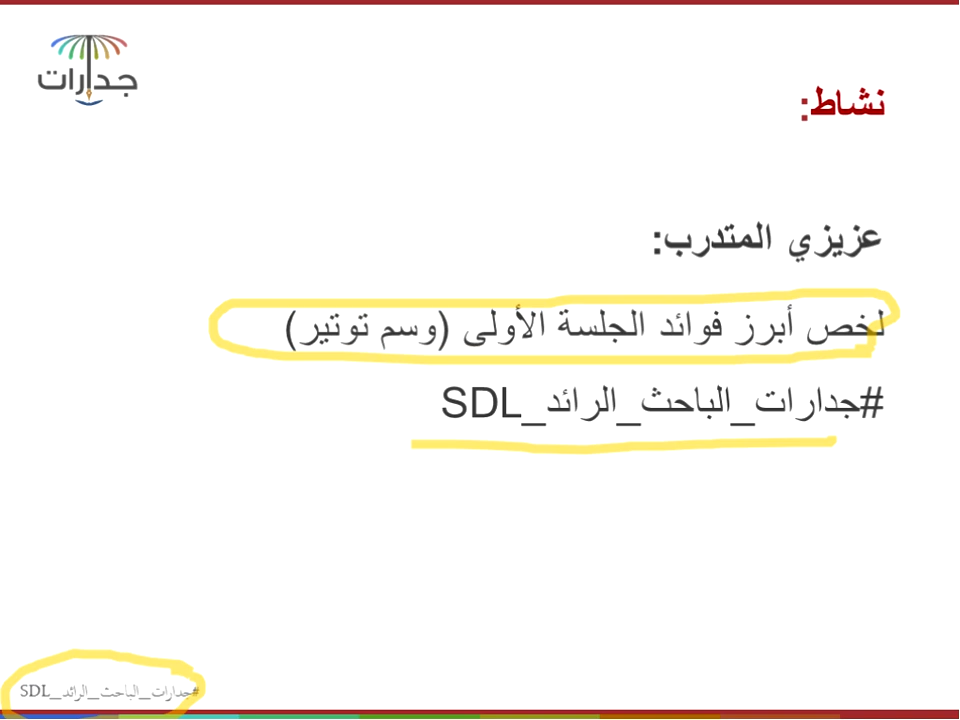 جدارات
نشاط:
عزيزي المتدرب:
لخص أبرز فوائد الجلسة الأولى (وسم توتير)
#جدارات_الباحث_الرائد_SDL
#جدارات_الباحث_الرائد_SDL